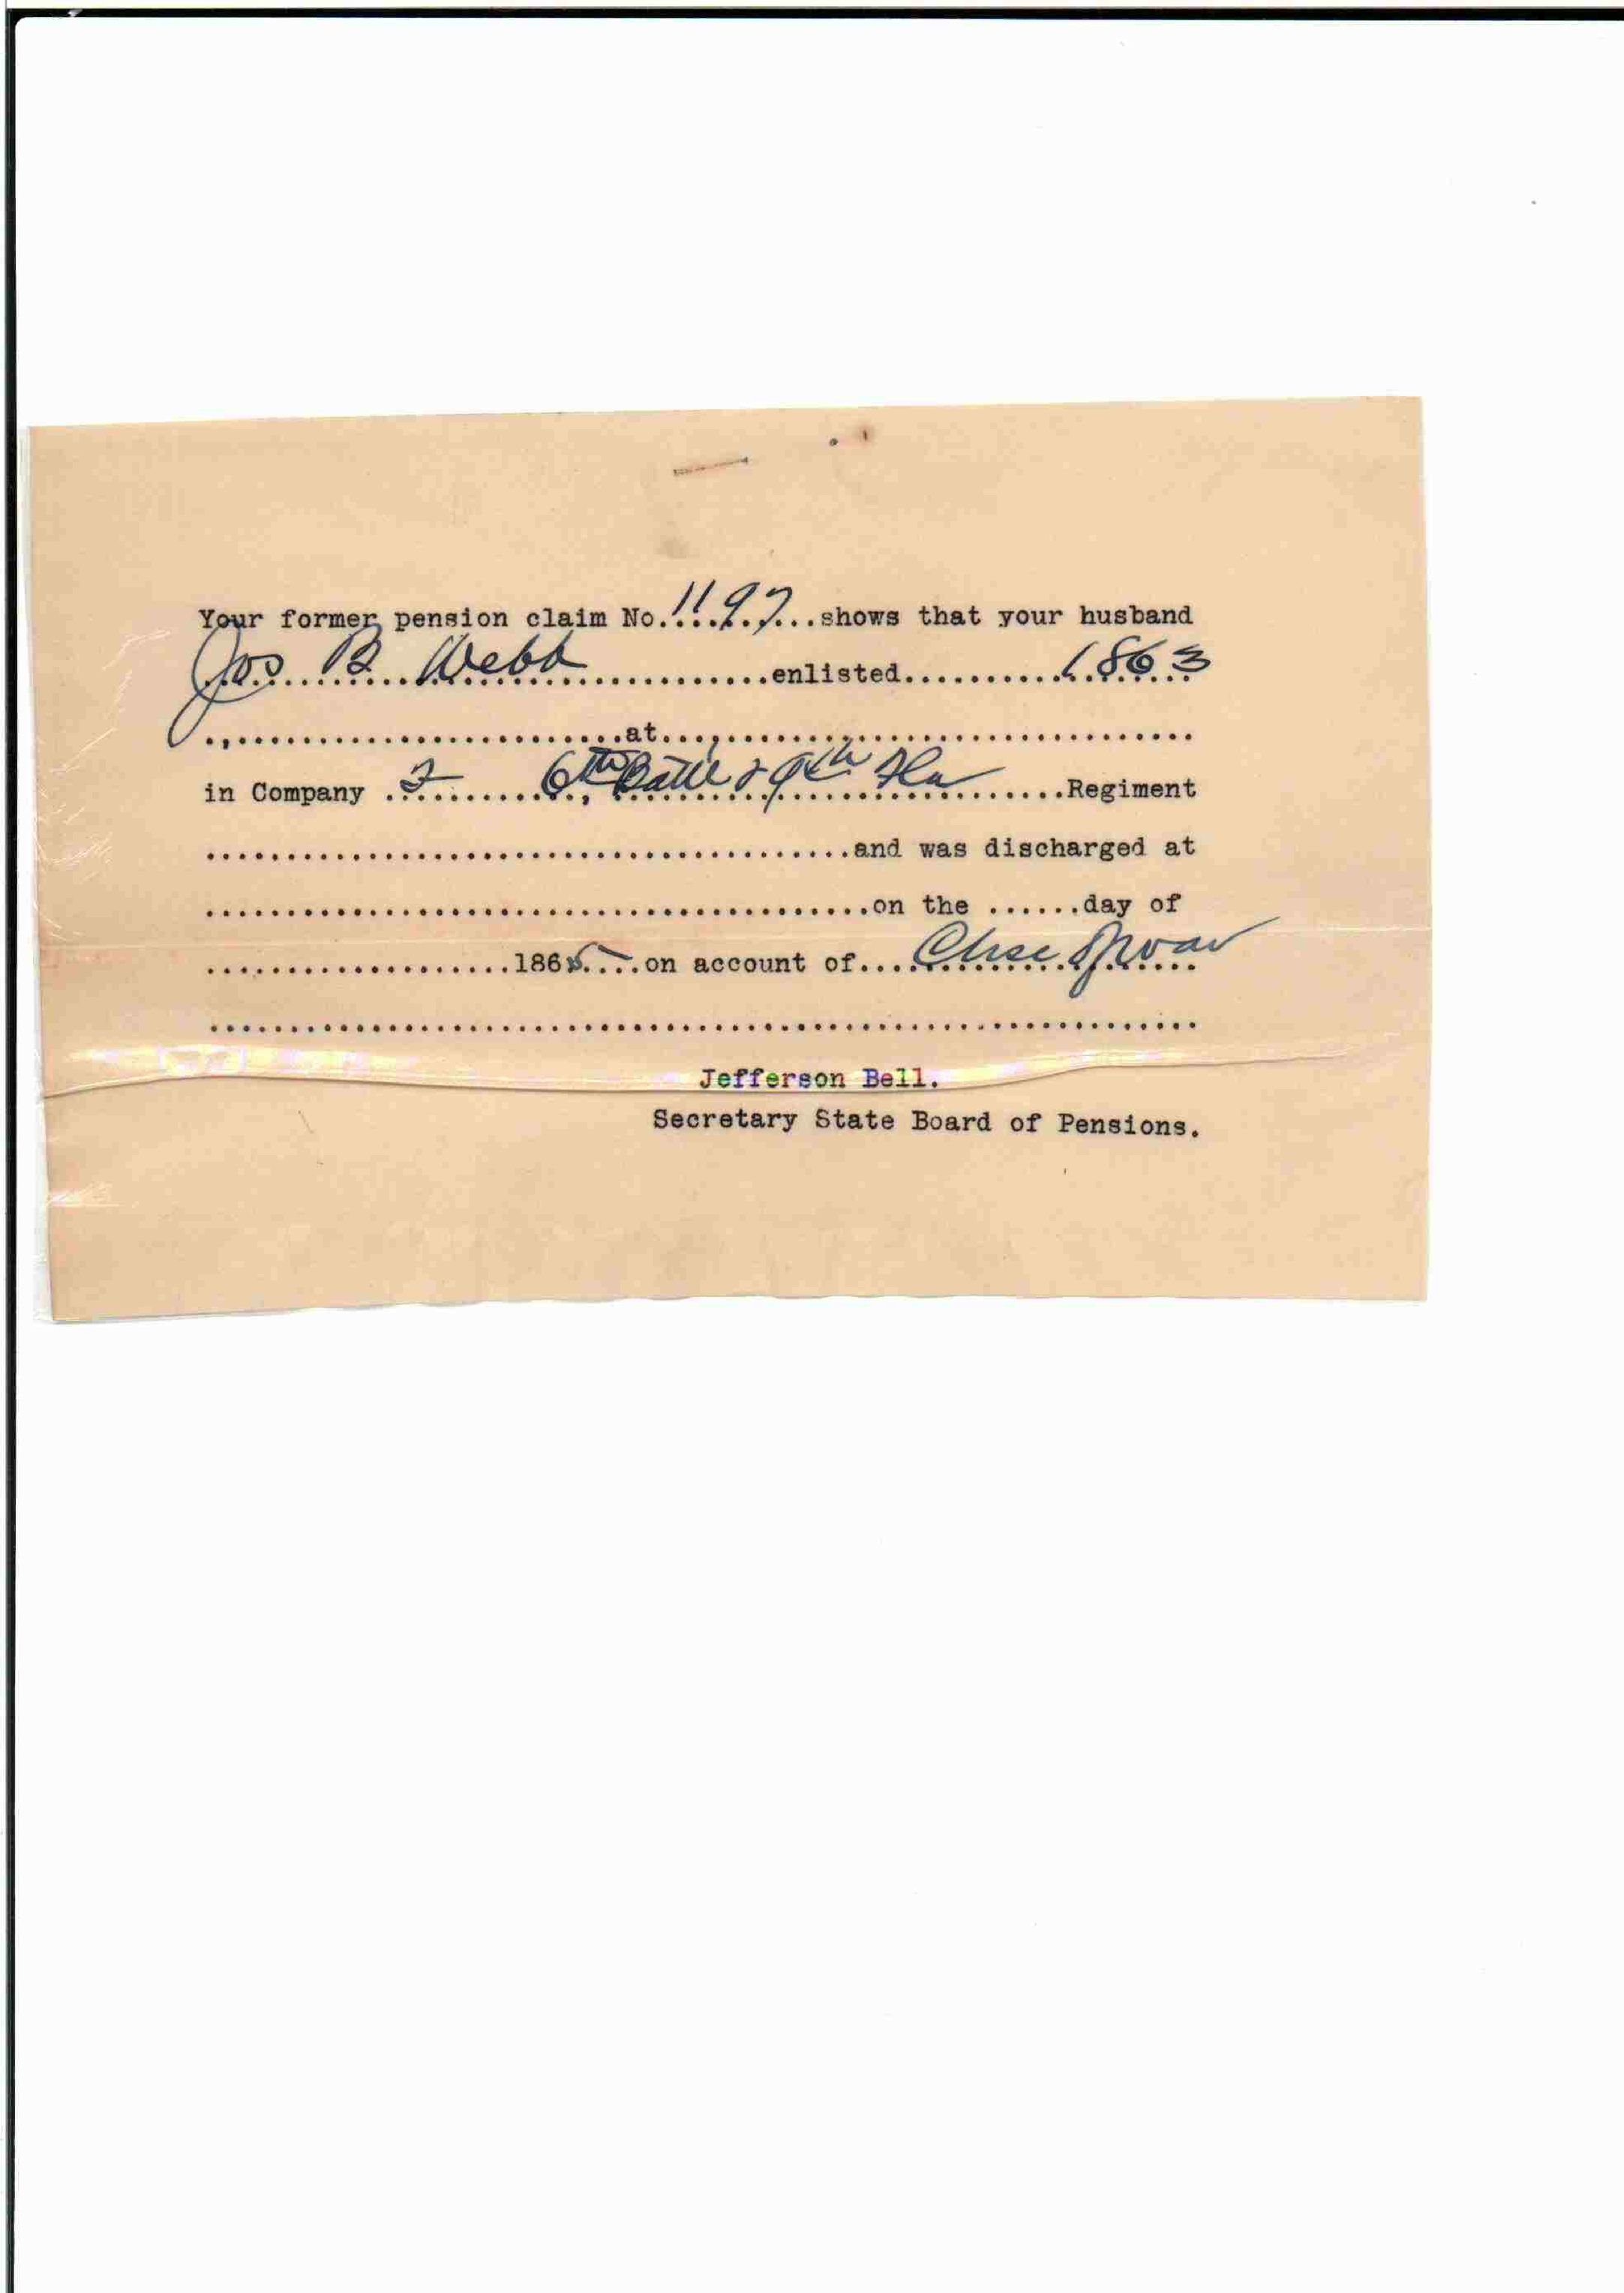 Your former pension claim No. 1197 shows that your husband
Jos B Webb enlisted 1863
at
in Company 6th Batt & 9th Fla Regiment
and was discharged at
on the ......day of
1865 on account of Close of war
Jefferson Bell.
Secretary State Board of Pensions.